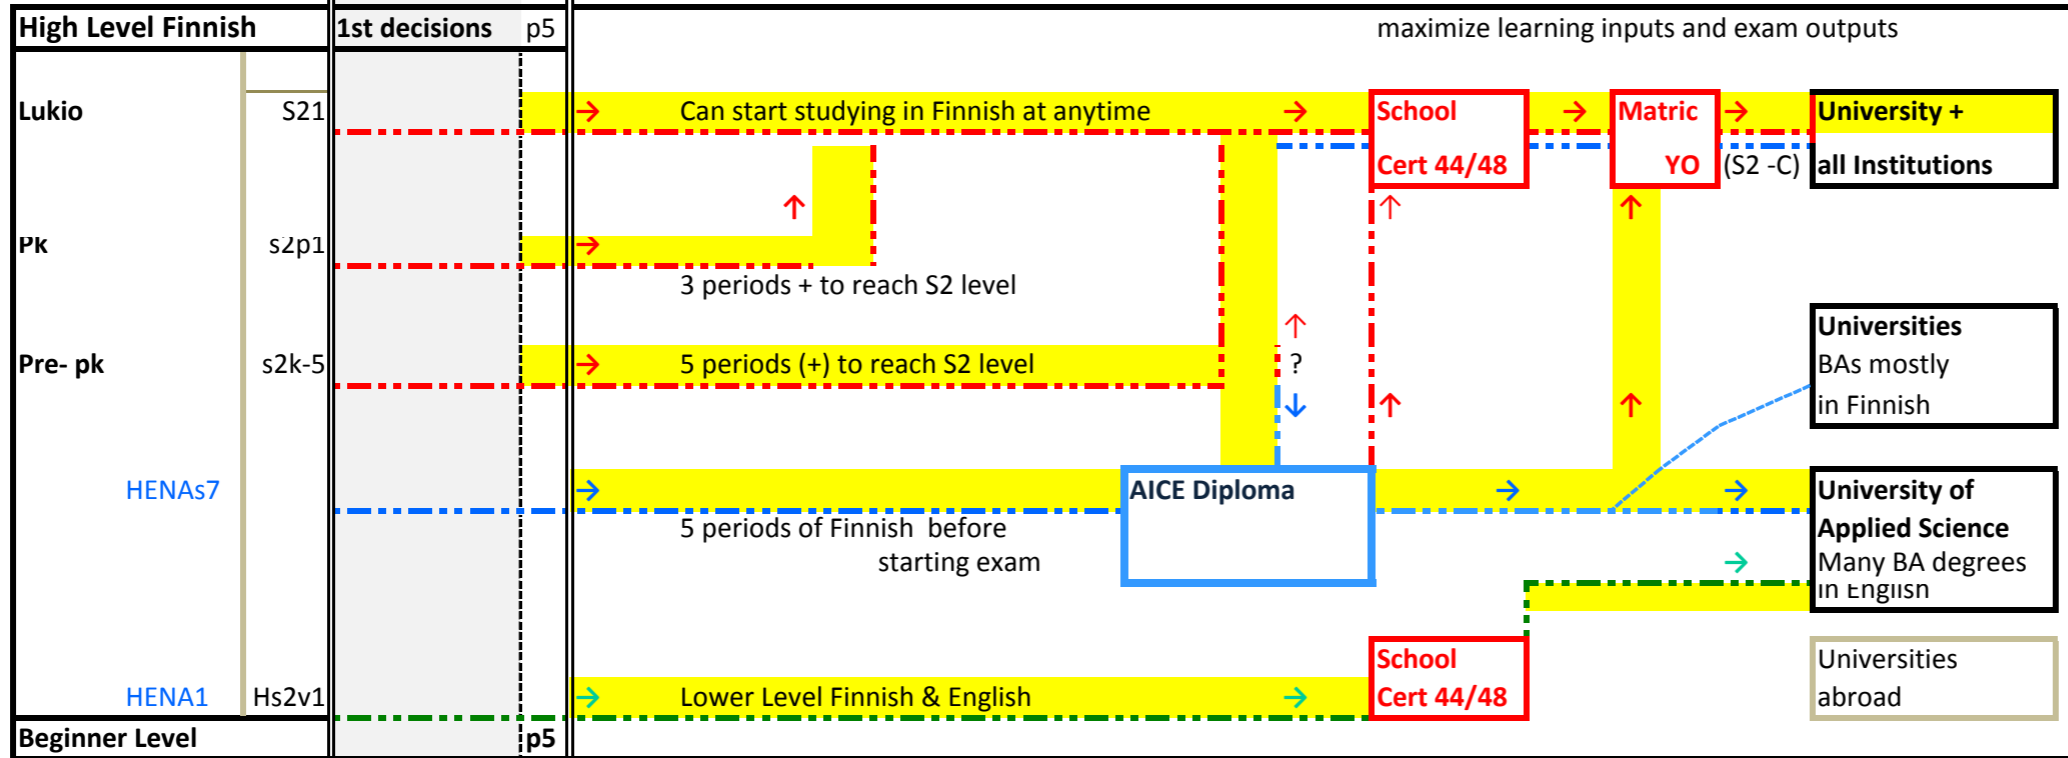 High Level Finnish 1st decisions p5 maximize learning inputs and exam outputs
Lukio S21 → Can start studying in Finnish at anytime → School → Matric → University +
Cert 44/48 YO (S2 -C) all Institutions
↑ ↑ ↑
Pk s2p1 →
3 periods + to reach S2 level
↑ Universities
Pre- pk s2k-5 → 5 periods (+) to reach S2 level ? BAs mostly
↓ ↑ ↑ in Finnish
HENAs7 → AICE Diploma → → University of
5 periods of Finnish before Applied Science
starting exam → Many BA degrees
in English
School Universities
HENA1 Hs2v1 → Lower Level Finnish & English → Cert 44/48 abroad
Beginner Level p5